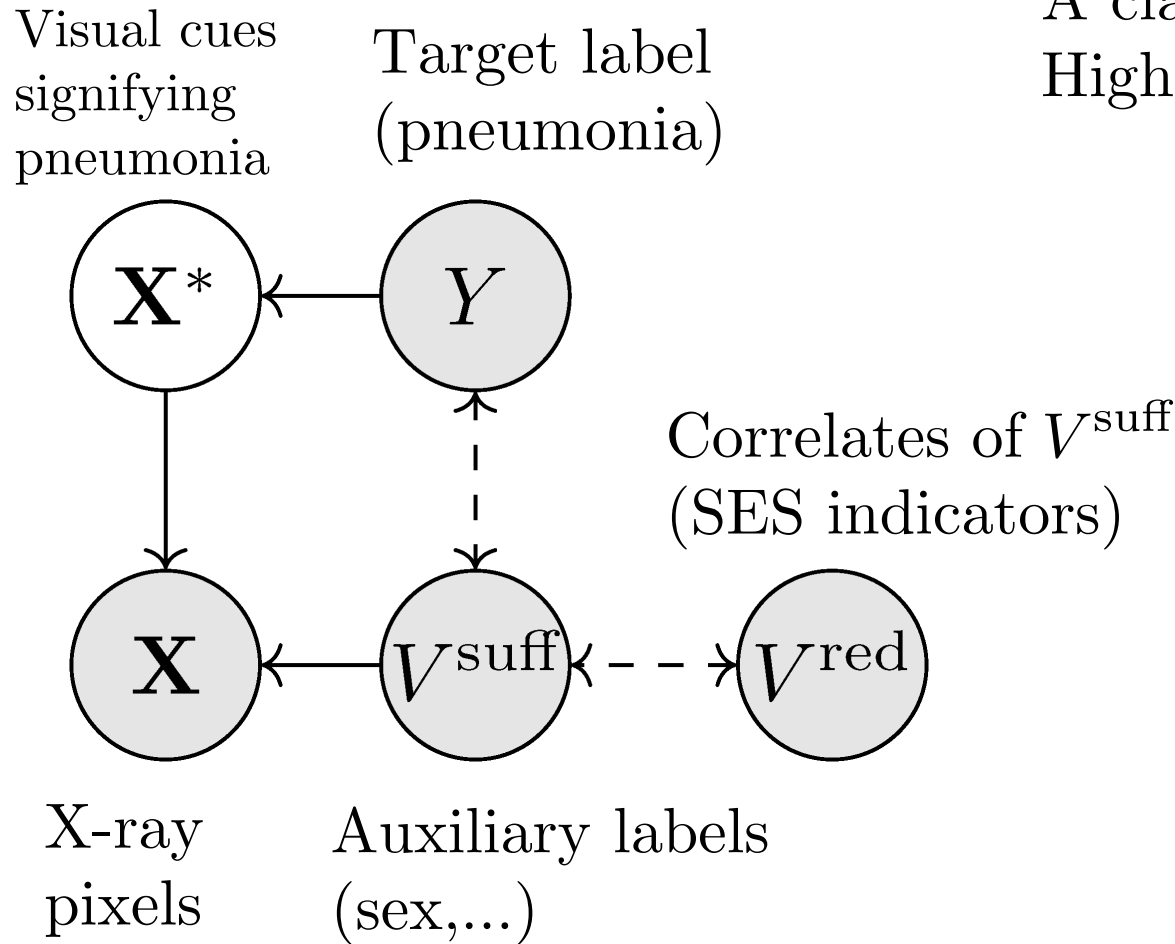 Visual cues
signifying
pneumonia
Target label
(pneumonia)
High
X*
Y
Correlates of V^suff
(SES indicators)
X
V^suff
V^red
X-ray
pixels
Auxiliary labels
(sex,...)